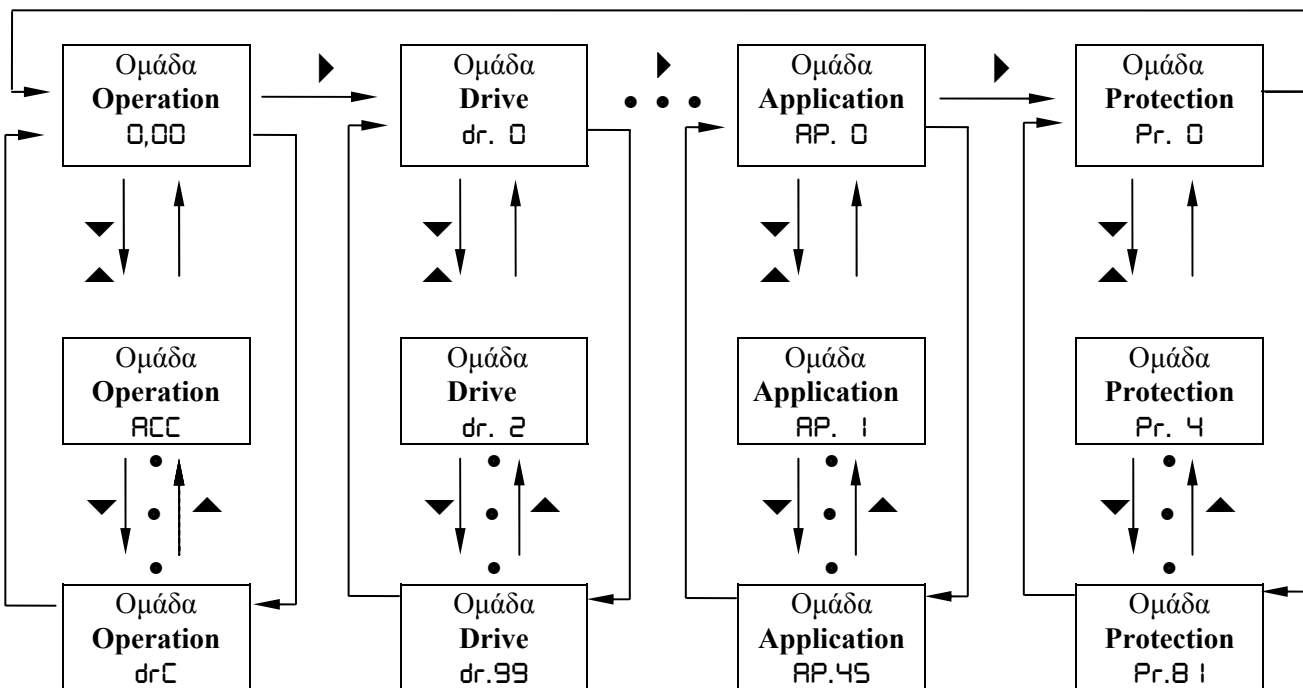 Ομάδα
Operation
0,00
Ομάδα
Drive
dr. 0
Ομάδα
Application
AP. 0
Ομάδα
Protection
Pr. 0
Ομάδα
Operation
ACC
Ομάδα
Drive
dr. 2
Ομάδα
Application
AP. 1
Ομάδα
Protection
Pr. 4
Ομάδα
Operation
drC
Ομάδα
Drive
dr.99
Ομάδα
Application
AP.45
Ομάδα
Protection
Pr.81